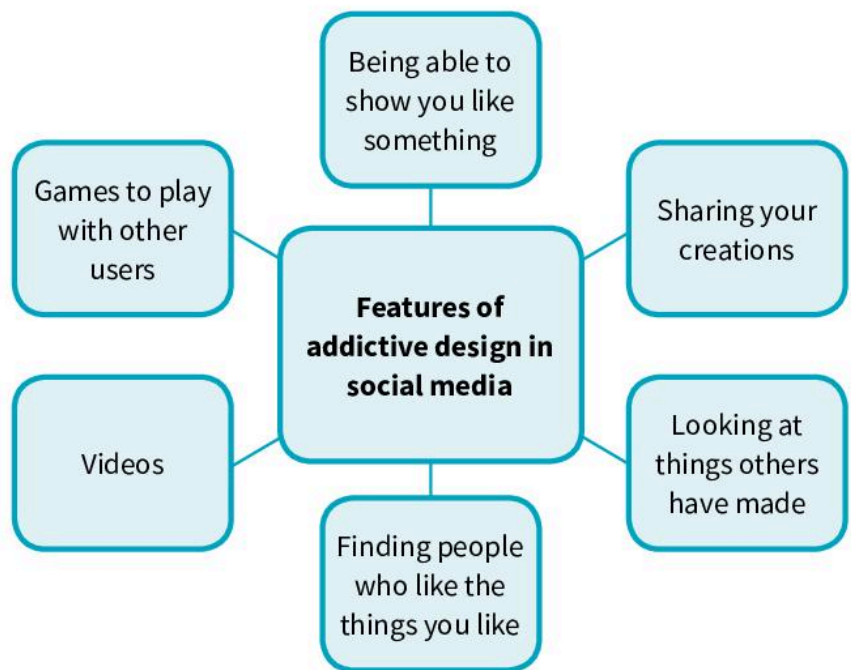 Being able to
show you like
something
Games to play
with other
users
Sharing your
creations
Features of
addictive design in
social media
Videos
Looking at
things others
have made
Finding people
who like the
things you like